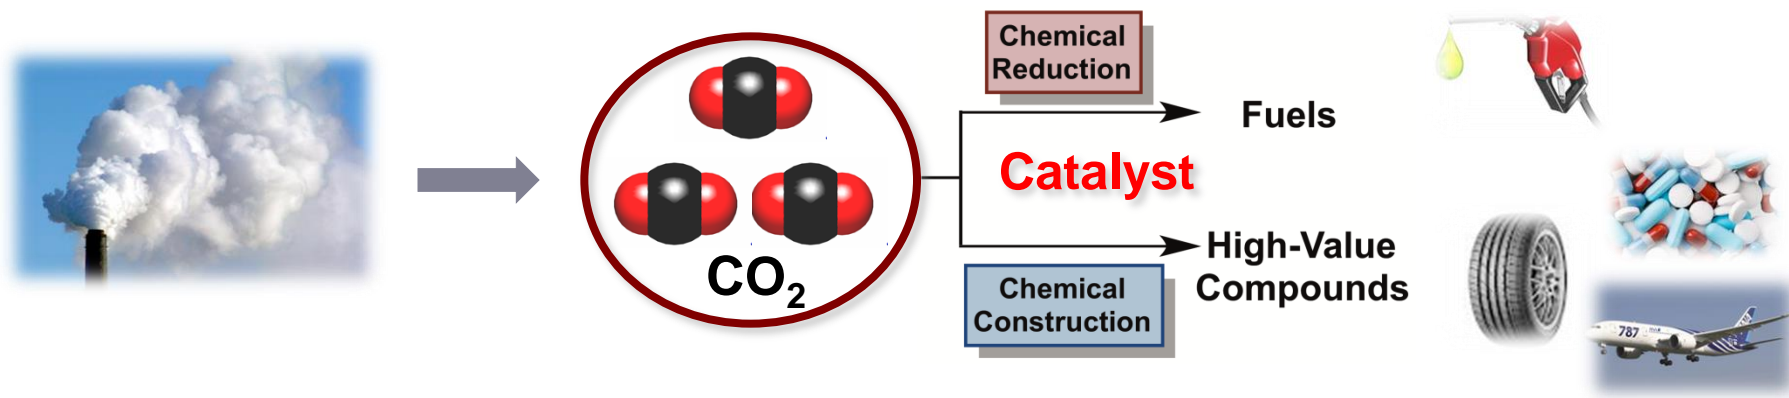 Chemical
Reduction
Fuels
Catalyst
CO₂
High-Value
Compounds
Chemical
Construction
787